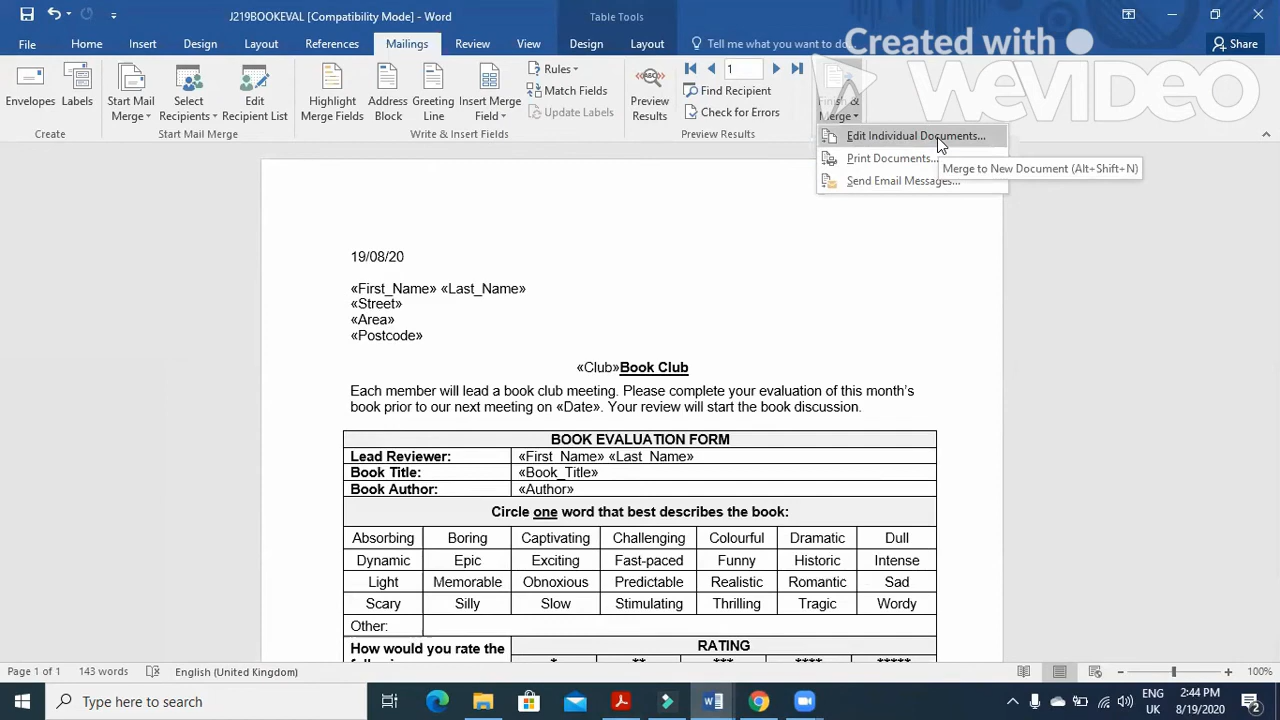 J219BOOKEVAL [Compatibility Mode] - Word
Table Tools
File Home Insert Design Layout References Mailings Review View Design Layout Tell me what you want to do... Share
Created with
WEVIDEO
Envelopes
Labels
Create
Start Mail Merge
Select Recipients
Edit Recipient List
Start Mail Merge
Highlight Merge Fields
Address Block
Greeting Line
Insert Merge Field
Rules
Match Fields
Update Labels
Write & Insert Fields
Preview Results
1
Find Recipient
Check for Errors
Preview Results
Finish & Merge
Edit Individual Documents...
Print Documents...
Send Email Messages...
Merge to New Document (Alt+Shift+N)
19/08/20
«First_Name» «Last_Name»
«Street»
«Area»
«Postcode»
«Club»Book Club
Each member will lead a book club meeting. Please complete your evaluation of this month's
book prior to our next meeting on «Date». Your review will start the book discussion.
BOOK EVALUATION FORM
Lead Reviewer: «First_Name» «Last_Name»
Book Title: «Book_Title»
Book Author: «Author»
Circle one word that best describes the book:
Absorbing Boring Captivating Challenging Colourful Dramatic Dull
Dynamic Epic Exciting Fast-paced Funny Historic Intense
Light Memorable Obnoxious Predictable Realistic Romantic Sad
Scary Silly Slow Stimulating Thrilling Tragic Wordy
Other:
How would you rate the RATING
* ** *** **** *****
Page 1 of 1 143 words English (United Kingdom) 100%
Type here to search
ENG 2:44 PM
UK 8/19/2020 2